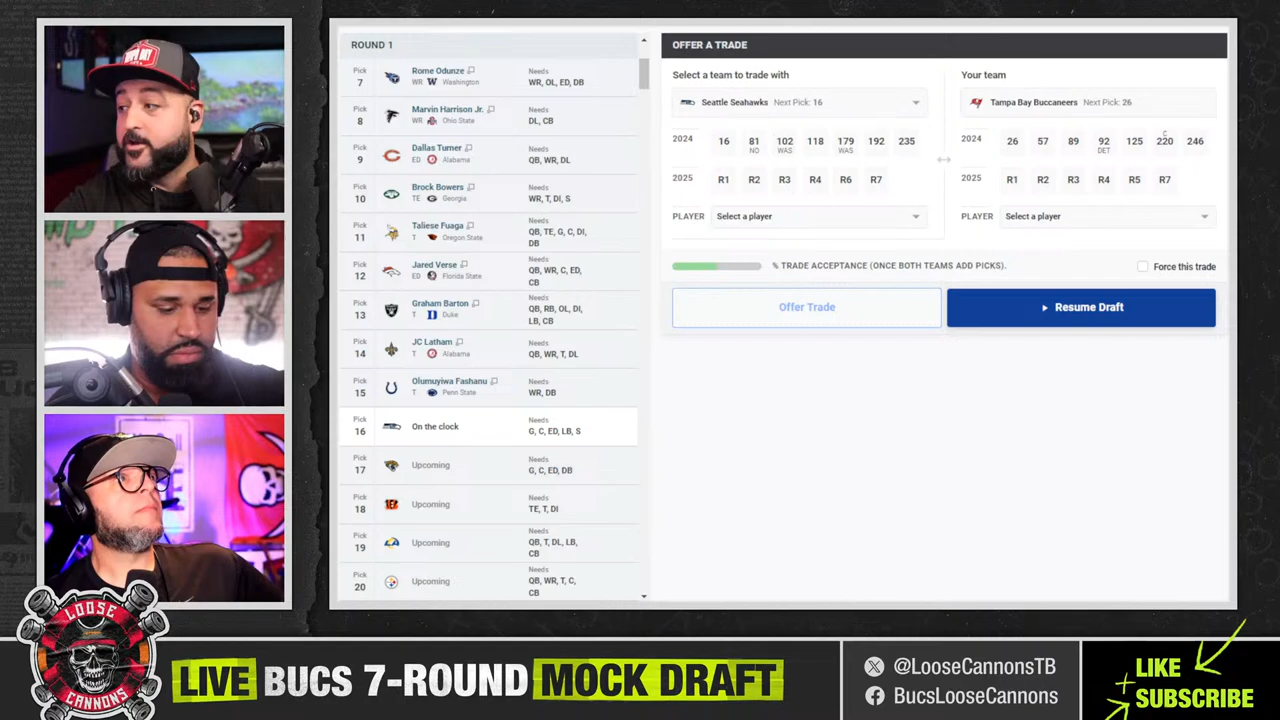 ROUND 1
Pick 7 Rome Odunze WR W Washington Needs WR, OL, ED, DB
Pick 8 Marvin Harrison Jr. WR Ohio State Needs DL, CB
Pick 9 Dallas Turner ED Alabama Needs QB, WR, DL
Pick 10 Brock Bowers TE Georgia Needs WR, T, DI, S
Pick 11 Taliese Fuaga T Oregon State Needs QB, TE, G, C, DI, DB
Pick 12 Jared Verse ED Florida State Needs QB, WR, C, ED, CB
Pick 13 Graham Barton T D Duke Needs QB, RB, OL, DI, LB, CB
Pick 14 JC Latham T Alabama Needs QB, WR, T, DL
Pick 15 Olumuyiwa Fashanu T Penn State Needs WR, DB
Pick 16 On the clock Needs G, C, ED, LB, S
Pick 17 Upcoming Needs G, C, ED, DB
Pick 18 Upcoming Needs TE, T, DI
Pick 19 Upcoming Needs QB, T, DL, LB, CB
Pick 20 Upcoming Needs QB, WR, T, C, CB
OFFER A TRADE
Select a team to trade with
Seattle Seahawks Next Pick: 16
2024 16 81 102 118 179 192 235
NO WAS WAS
2025 R1 R2 R3 R4 R6 R7
PLAYER Select a player
Your team
Tampa Bay Buccaneers Next Pick: 26
C
2024 26 57 89 92 125 220 246
DET
2025 R1 R2 R3 R4 R5 R7
PLAYER Select a player
% TRADE ACCEPTANCE (ONCE BOTH TEAMS ADD PICKS).
Force this trade
Offer Trade
Resume Draft
LOOSE
CANNONS
LIVE BUCS 7-ROUND MOCK DRAFT
@LooseCannonsTB
BucsLooseCannons
LIKE
+ SUBSCRIBE